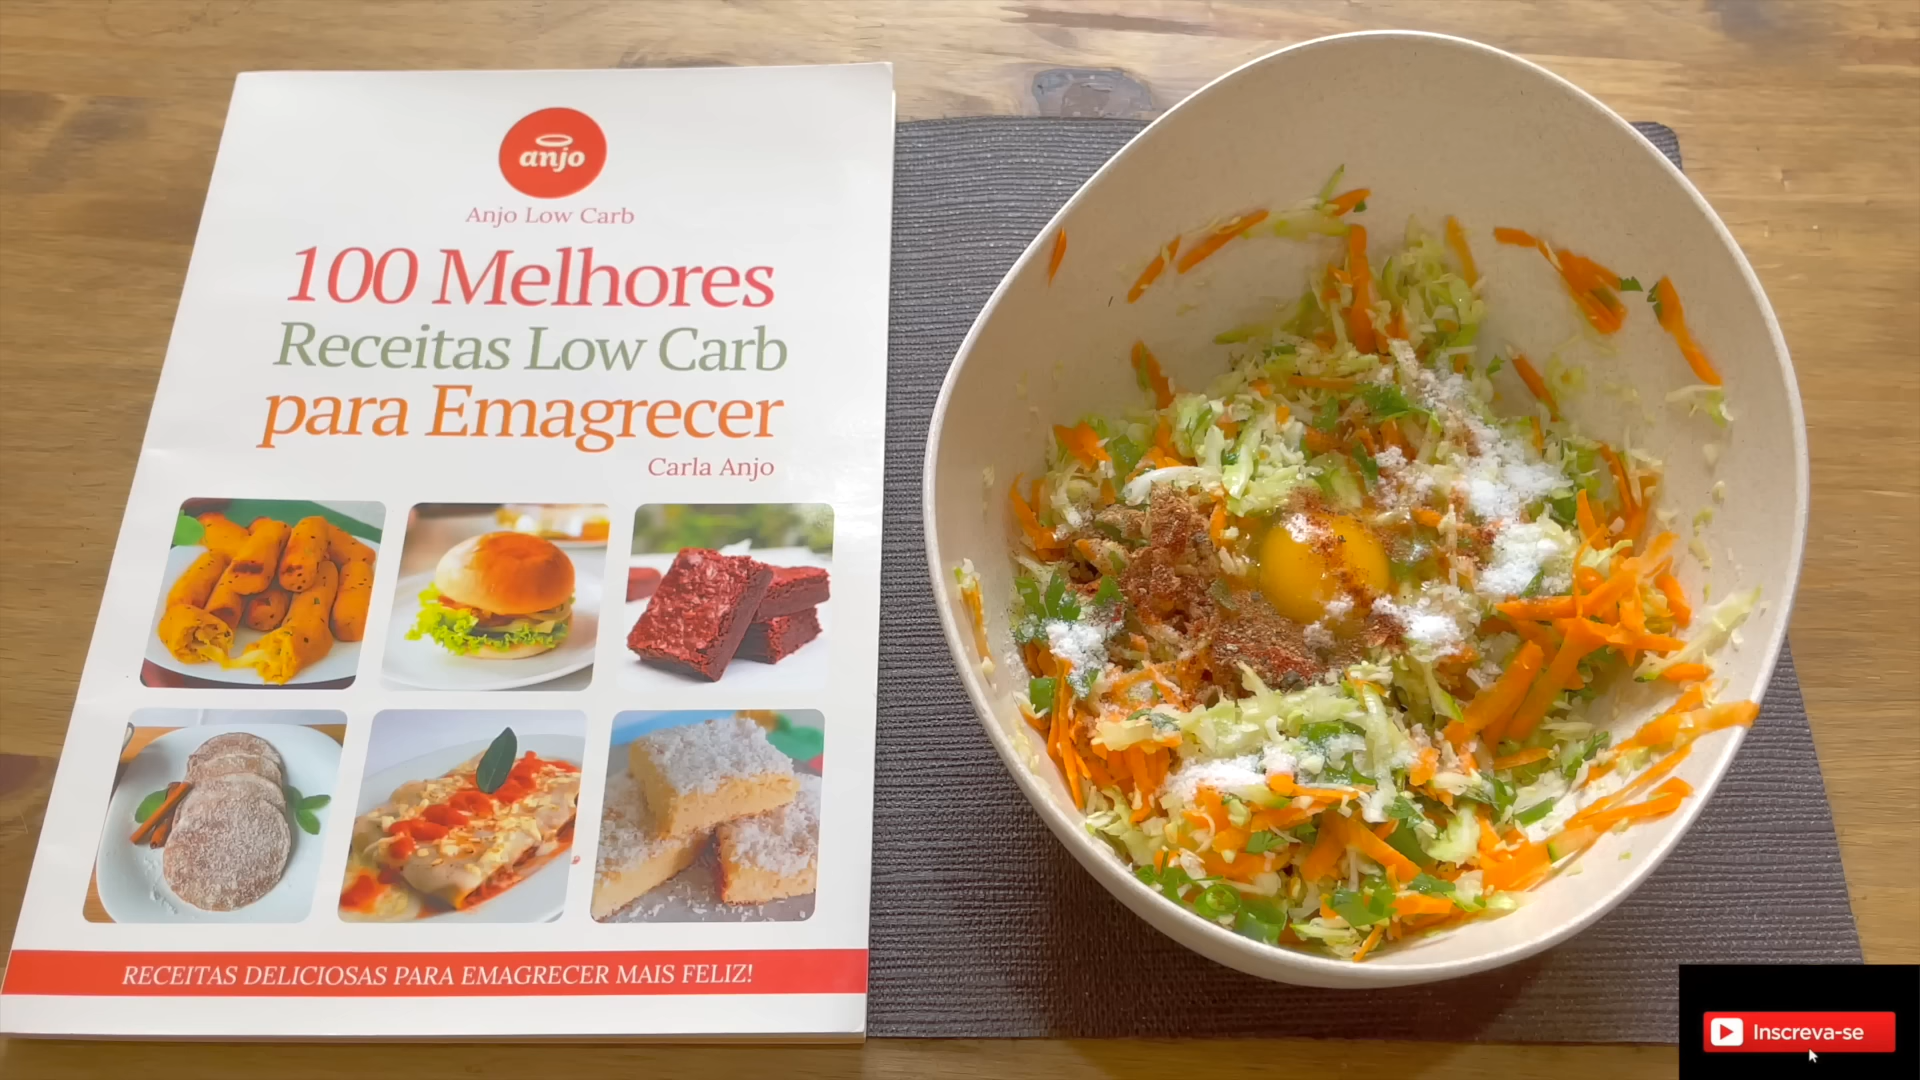 anjo
Anjo Low Carb
100 Melhores
Receitas Low Carb
para Emagrecer
Carla Anjo
RECEITAS DELICIOSAS PARA EMAGRECER MAIS FELIZ!
Inscreva-se